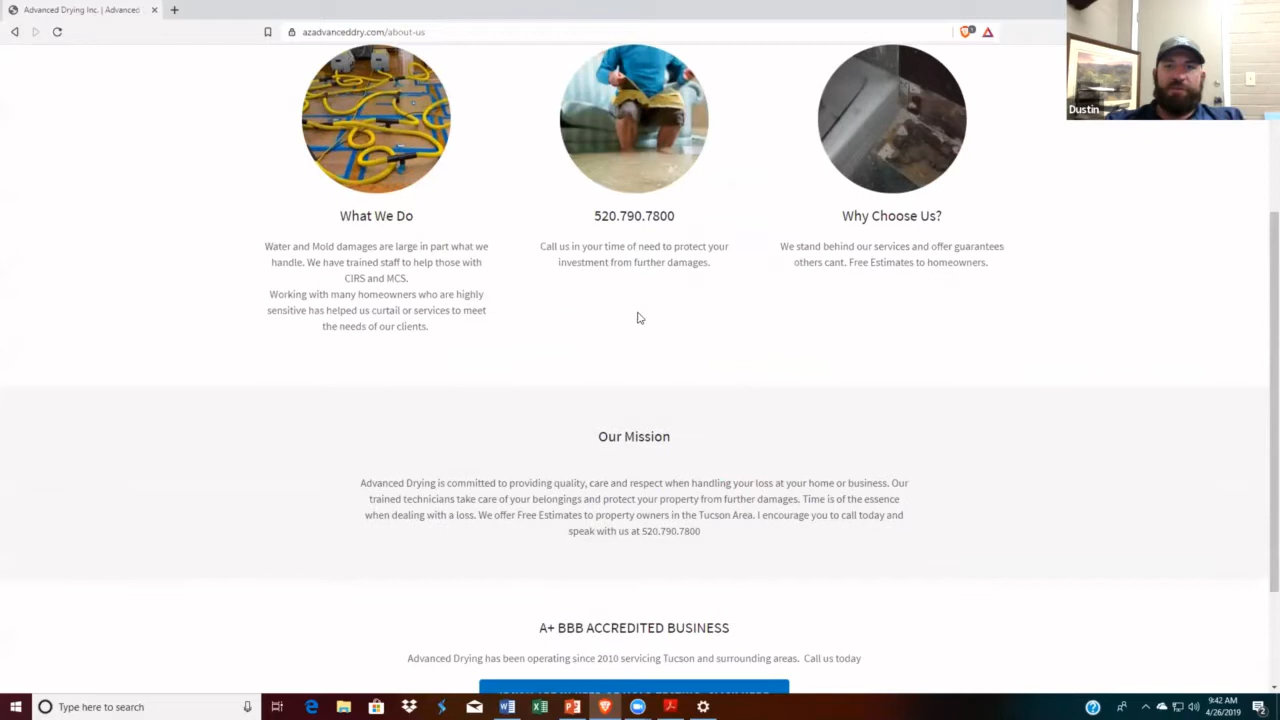 Advanced Drying Inc. | Advanced
azadvanceddry.com/about-us
Dustin
What We Do
Water and Mold damages are large in part what we
handle. We have trained staff to help those with
CIRS and MCS.
Working with many homeowners who are highly
sensitive has helped us curtail or services to meet
the needs of our clients.
520.790.7800
Call us in your time of need to protect your
investment from further damages.
Why Choose Us?
We stand behind our services and offer guarantees
others cant. Free Estimates to homeowners.
Our Mission
Advanced Drying is committed to providing quality, care and respect when handling your loss at your home or business. Our
trained technicians take care of your belongings and protect your property from further damages. Time is of the essence
when dealing with a loss. We offer Free Estimates to property owners in the Tucson Area. I encourage you to call today and
speak with us at 520.790.7800
A+ BBB ACCREDITED BUSINESS
Advanced Drying has been operating since 2010 servicing Tucson and surrounding areas. Call us today
Type here to search
9:42 AM
4/26/2019